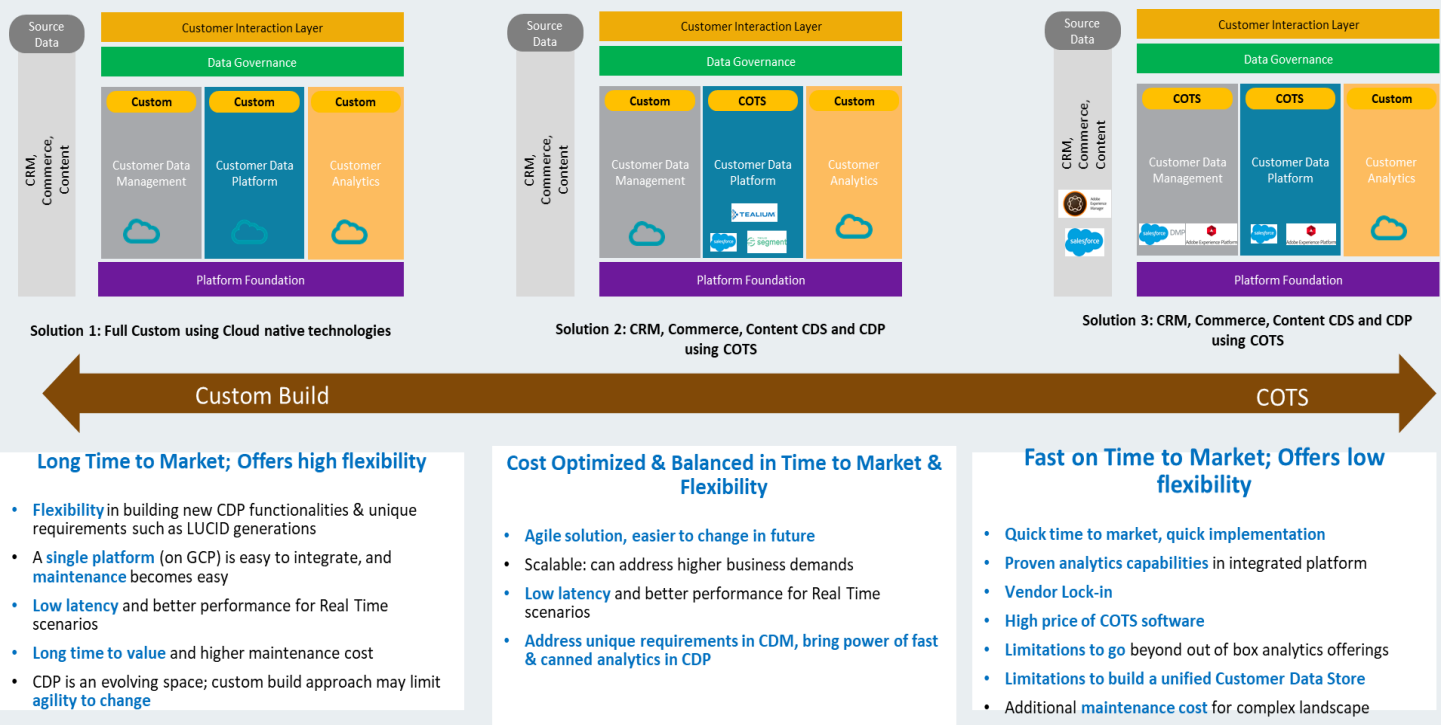 Source
Data
CRM,
Commerce,
Content
Customer Interaction Layer
Data Governance
Custom
Custom
Custom
Customer Data
Management
Customer Data
Platform
Customer
Analytics
Platform Foundation
Solution 1: Full Custom using Cloud native technologies
Source
Data
CRM,
Commerce,
Content
Customer Interaction Layer
Data Governance
Custom
COTS
Custom
Customer Data
Management
Customer Data
Platform
Customer
Analytics
TEALIUM
salesforce
segment
Platform Foundation
Solution 2: CRM, Commerce, Content CDS and CDP
using COTS
Source
Data
CRM,
Commerce,
Content
Adobe
Experience
Manager
salesforce
Customer Interaction Layer
Data Governance
COTS
COTS
Custom
Customer Data
Management
Customer Data
Platform
Customer
Analytics
salesforce DMP
Adobe Experience Platform
salesforce
Adobe Experience Platform
Platform Foundation
Solution 3: CRM, Commerce, Content CDS and CDP
using COTS
Custom Build
COTS
Long Time to Market; Offers high flexibility
• Flexibility in building new CDP functionalities & unique
requirements such as LUCID generations
• A single platform (on GCP) is easy to integrate, and
maintenance becomes easy
• Low latency and better performance for Real Time
scenarios
• Long time to value and higher maintenance cost
• CDP is an evolving space; custom build approach may limit
agility to change
Cost Optimized & Balanced in Time to Market &
Flexibility
• Agile solution, easier to change in future
• Scalable: can address higher business demands
• Low latency and better performance for Real Time
scenarios
• Address unique requirements in CDM, bring power of fast
& canned analytics in CDP
Fast on Time to Market; Offers low
flexibility
• Quick time to market, quick implementation
• Proven analytics capabilities in integrated platform
• Vendor Lock-in
• High price of COTS software
• Limitations to go beyond out of box analytics offerings
• Limitations to build a unified Customer Data Store
• Additional maintenance cost for complex landscape